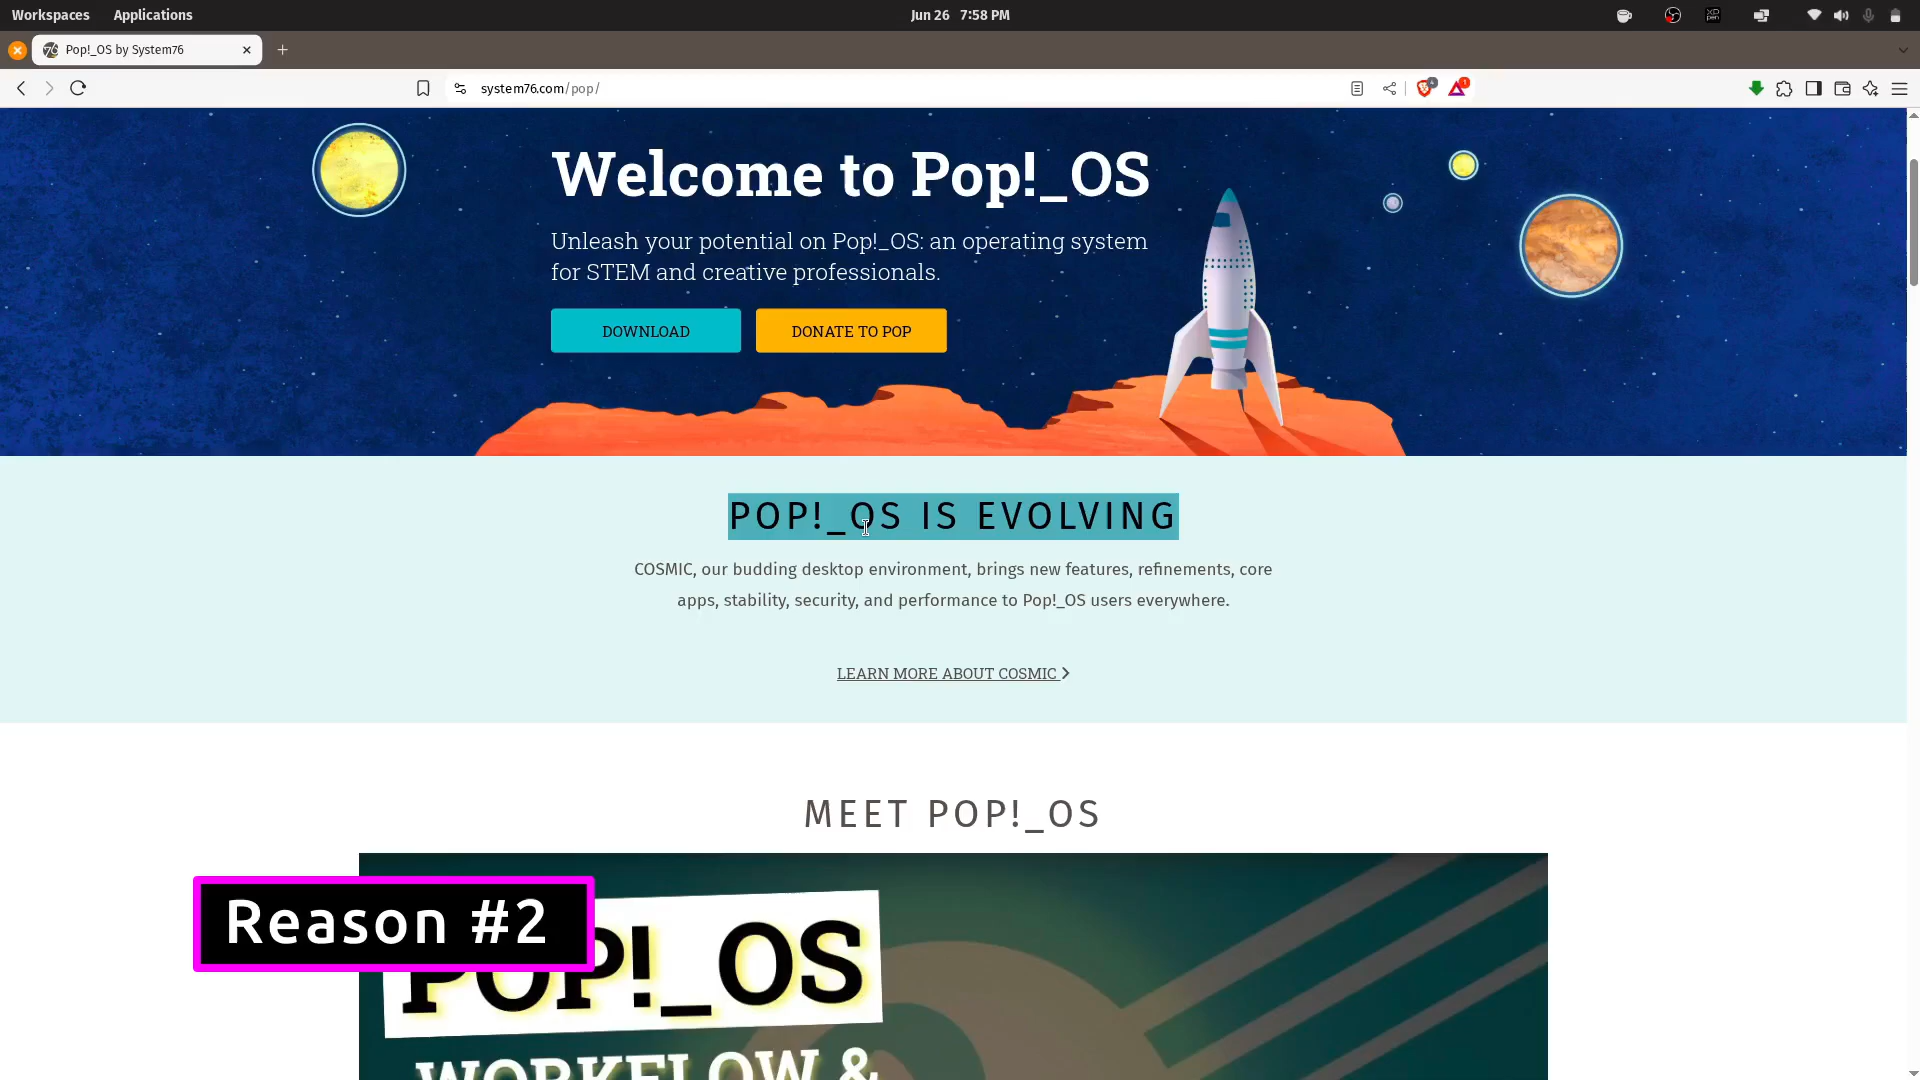 Workspaces Applications Jun 26 7:58 PM
Pop!_OS by System76
system76.com/pop/
Welcome to Pop!_OS
Unleash your potential on Pop!_OS: an operating system
for STEM and creative professionals.
DOWNLOAD DONATE TO POP
POP!_OS IS EVOLVING
COSMIC, our budding desktop environment, brings new features, refinements, core
apps, stability, security, and performance to Pop!_OS users everywhere.
LEARN MORE ABOUT COSMIC
MEET POP!_OS
Reason #2
POP!_OS
WORKFLOW &